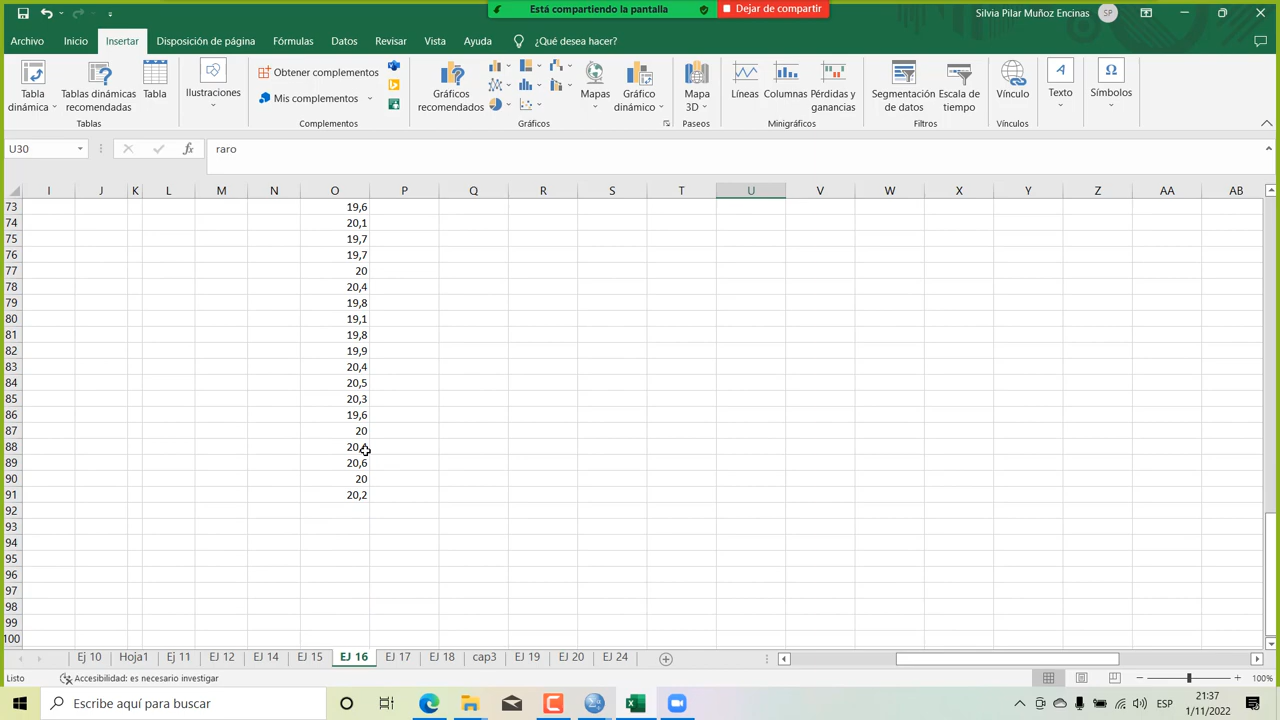 Está compartiendo la pantalla
Dejar de compartir
Silvia Pilar Muñoz Encinas
SP
Archivo Inicio Insertar Disposición de página Fórmulas Datos Revisar Vista Ayuda ¿Qué desea hacer?
Tabla dinámica
Tablas dinámicas recomendadas
Tabla
Ilustraciones
Obtener complementos
Mis complementos
Gráficos recomendados
Mapas
Gráfico dinámico
Mapa 3D
Líneas
Columnas
Pérdidas y ganancias
Segmentación de datos
Escala de tiempo
Vínculo
Texto
Símbolos
Tablas Complementos Gráficos Paseos Minigráficos Filtros Vínculos
U30 fx raro
I J K L M N O P Q R S T U V W X Y Z AA AB
73 19,6
74 20,1
75 19,7
76 19,7
77 20
78 20,4
79 19,8
80 19,1
81 19,8
82 19,9
83 20,4
84 20,5
85 20,3
86 19,6
87 20
88
89 20,6
90 20
91 20,2
92
93
94
95
96
97
98
99
100
Ej 10 Hoja1 Ej 11 EJ 12 EJ 14 EJ 15 EJ 16 EJ 17 EJ 18 cap3 EJ 19 EJ 20 EJ 24
Listo Accesibilidad: es necesario investigar 100%
Escribe aquí para buscar
ESP
21:37
1/11/2022